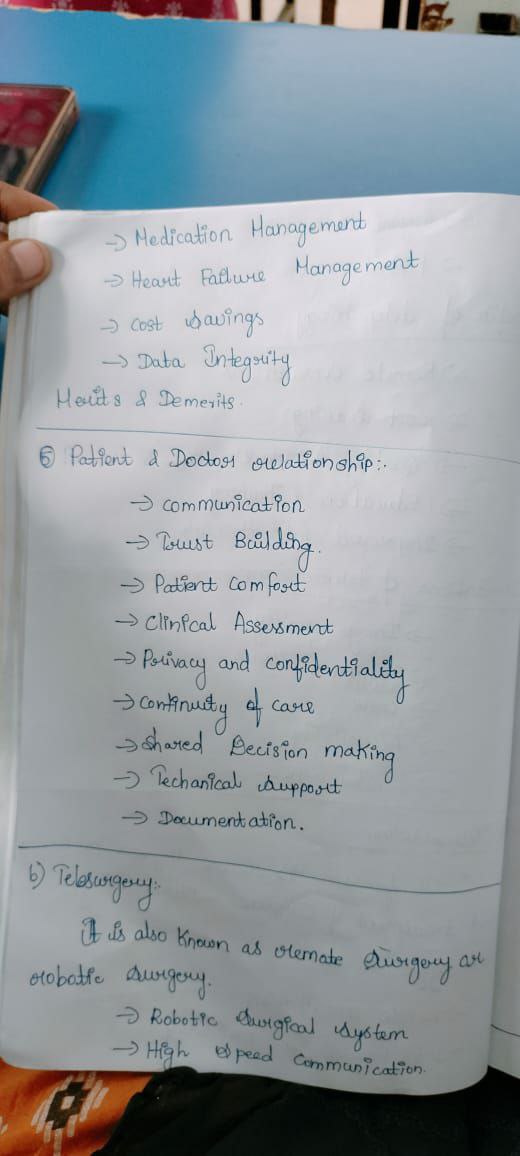 → Medication Management
→ Heart Failure Management
→ Cost Savings
→ Data Integrity
Merits & Demerits.
⑤ Patient & Doctor relationship:-
→ communication
→ Trust Building.
→ Patient comfort
→ Clinical Assessment
→ Privacy and confidentiality
→ continuity of care
→ shared Decision making
→ Techanical support
→ Documentation.
6) Telesurgery:-
It is also known as remate surgery or
robotic surgery.
→ Robotic surgical system
→ High speed communication.